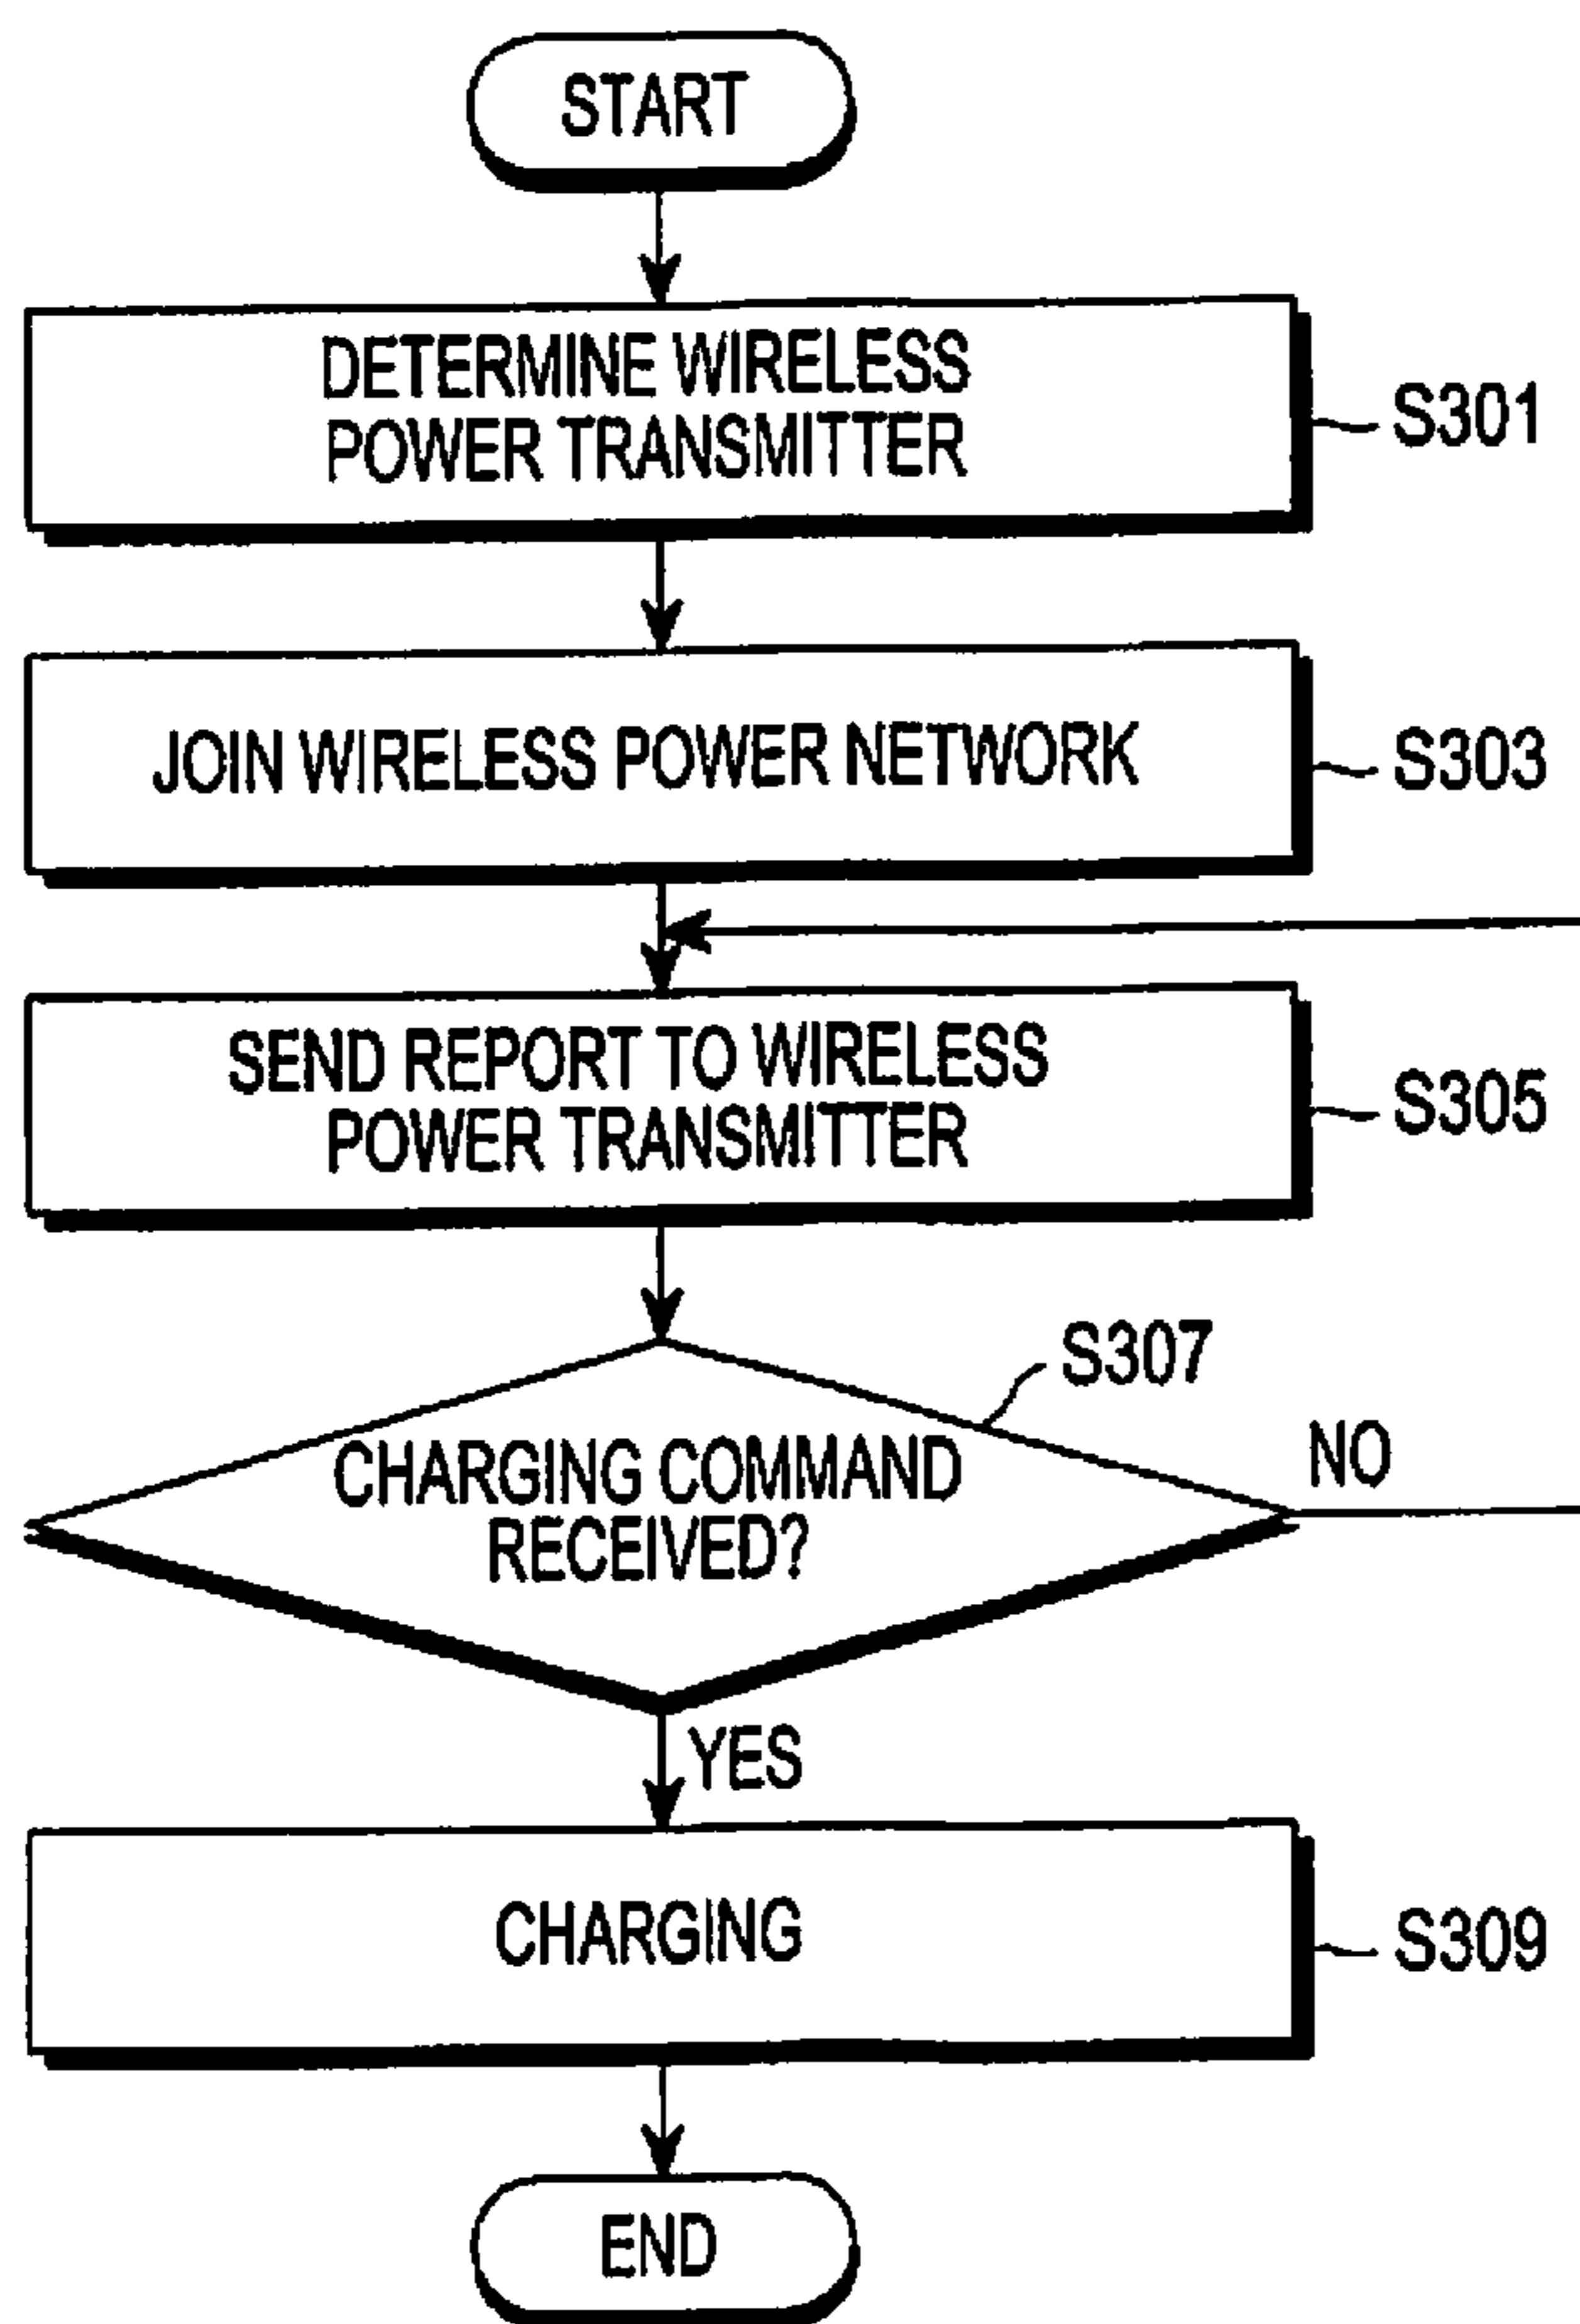 START
DETERMINE WIRELESS
POWER TRANSMITTER
S301
JOIN WIRELESS POWER NETWORK
S303
SEND REPORT TO WIRELESS
POWER TRANSMITTER
S305
S307
CHARGING COMMAND
RECEIVED?
NO
YES
CHARGING
S309
END